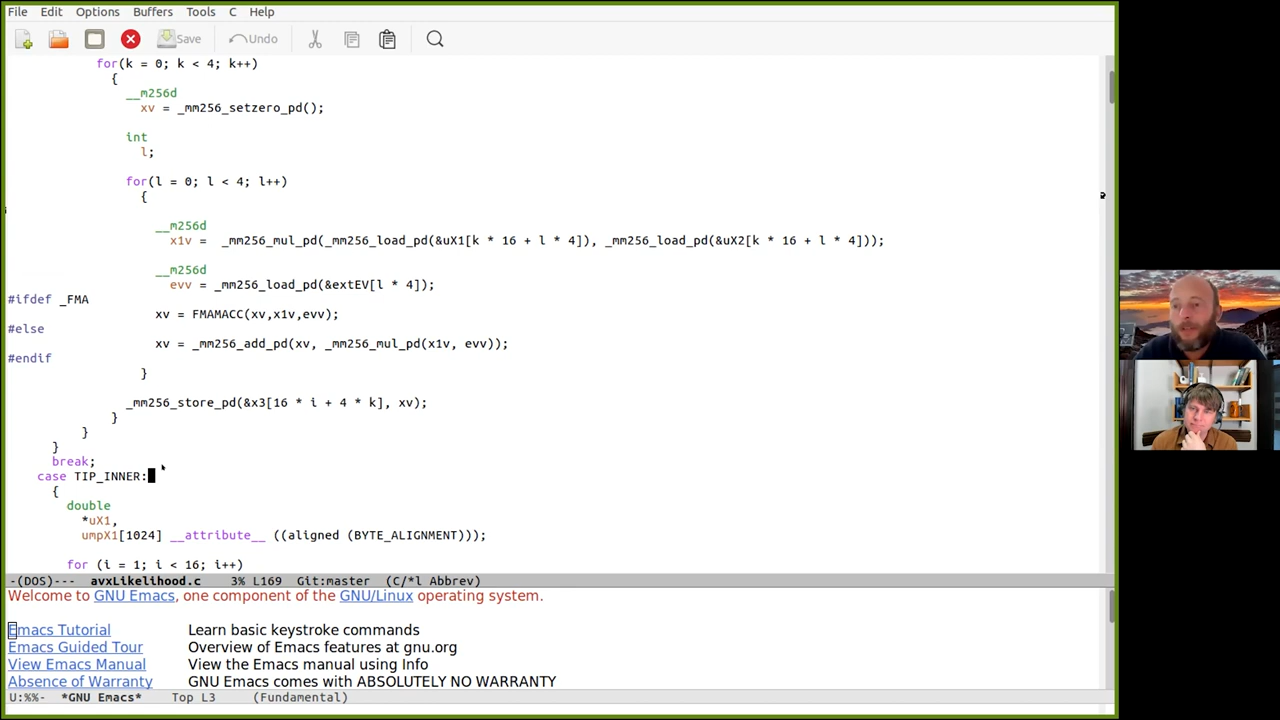 File Edit Options Buffers Tools C Help
Save Undo
for(k = 0; k < 4; k++)
{
__m256d
xv = _mm256_setzero_pd();
int
l;
for(l = 0; l < 4; l++)
{
__m256d
x1v = _mm256_mul_pd(_mm256_load_pd(&uX1[k * 16 + l * 4]), _mm256_load_pd(&uX2[k * 16 + l * 4]));
__m256d
evv = _mm256_load_pd(&extEV[l * 4]);
#ifdef _FMA
xv = FMAMACC(xv,x1v,evv);
#else
xv = _mm256_add_pd(xv, _mm256_mul_pd(x1v, evv));
#endif
}
_mm256_store_pd(&x3[16 * i + 4 * k], xv);
}
}
}
break;
case TIP_INNER:
{
double
*uX1,
umpX1[1024] __attribute__ ((aligned (BYTE_ALIGNMENT)));
for (i = 1; i < 16; i++)
-(DOS)--- avxLikelihood.c 3% L169 Git:master (C/*l Abbrev)
Welcome to GNU Emacs, one component of the GNU/Linux operating system.
Emacs Tutorial Learn basic keystroke commands
Emacs Guided Tour Overview of Emacs features at gnu.org
View Emacs Manual View the Emacs manual using Info
Absence of Warranty GNU Emacs comes with ABSOLUTELY NO WARRANTY
U:%%- *GNU Emacs* Top L3 (Fundamental)